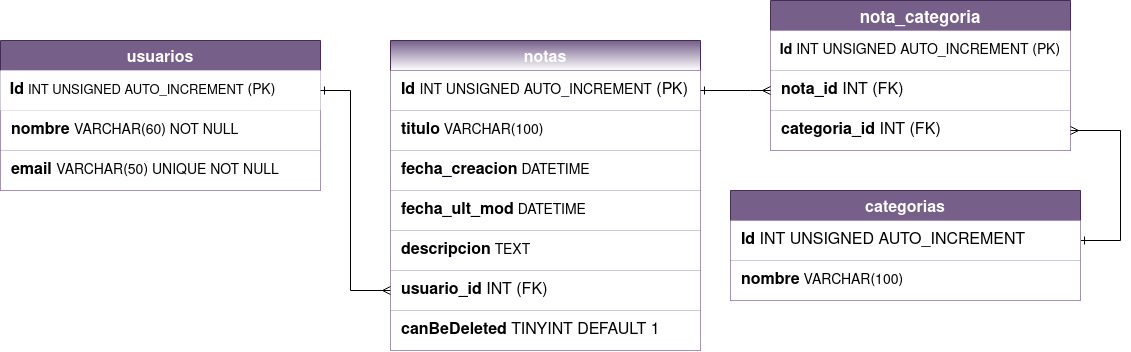 usuarios
Id INT UNSIGNED AUTO_INCREMENT (PK)
nombre VARCHAR(60) NOT NULL
email VARCHAR(50) UNIQUE NOT NULL
notas
Id INT UNSIGNED AUTO_INCREMENT (PK)
titulo VARCHAR(100)
fecha_creacion DATETIME
fecha_ult_mod DATETIME
descripcion TEXT
usuario_id INT (FK)
canBeDeleted TINYINT DEFAULT 1
nota_categoria
Id INT UNSIGNED AUTO_INCREMENT (PK)
nota_id INT (FK)
categoria_id INT (FK)
categorias
Id INT UNSIGNED AUTO_INCREMENT
nombre VARCHAR(100)